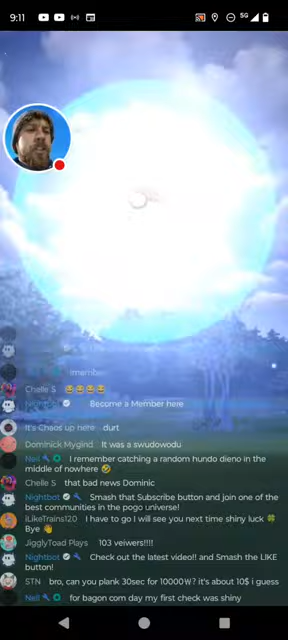 9:11
5G
Chelle S 😂😂😂😂
Nightbot Become a Member here
It's Chaos up here durt
Dominick Mygind It was a swudowodu
Neil I remember catching a random hundo dieno in the
middle of nowhere 🤣
Chelle S that bad news Dominic
Nightbot Smash that Subscribe button and join one of the
best communities in the pogo universe!
iLikeTrains120 I have to go I will see you next time shiny luck 🍀
Bye 👋
JigglyToad Plays 103 veiwers!!!!
Nightbot Check out the latest video!! and Smash the LIKE
button!
STN bro, can you plank 30sec for 10000₩? it's about 10$ i guess
Neil for bagon com day my first check was shiny